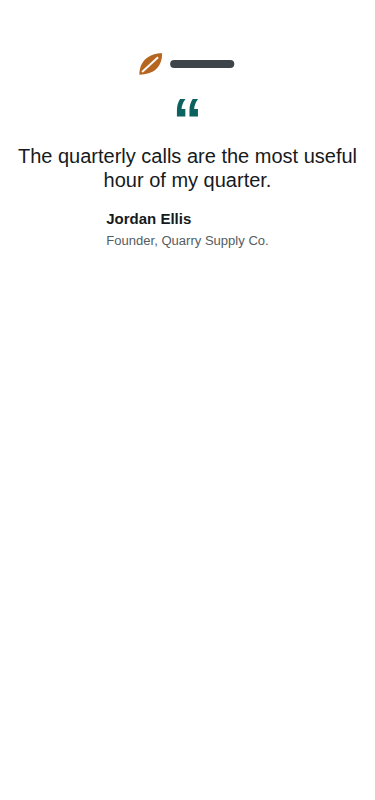 “
The quarterly calls are the most useful
hour of my quarter.
Jordan Ellis
Founder, Quarry Supply Co.